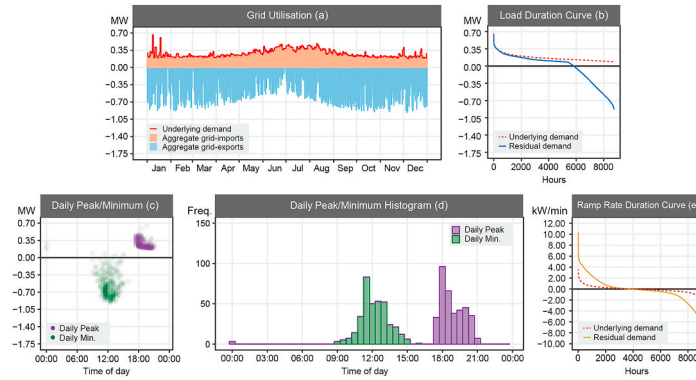 Grid Utilisation (a)
MW
0.70
0.35
0.00
−0.35
−0.70
−1.05
−1.40
−1.75
Underlying demand
Aggregate grid-imports
Aggregate grid-exports
Jan Feb Mar Apr May Jun Jul Aug Sep Oct Nov Dec
Load Duration Curve (b)
MW
0.70
0.35
0.00
−0.35
−0.70
−1.05
−1.40
−1.75
Underlying demand
Residual demand
0 2000 4000 6000 8000
Hours
Daily Peak/Minimum (c)
MW
0.70
0.35
0.00
−0.35
−0.70
−1.05
−1.40
−1.75
Daily Peak
Daily Min.
00:00 06:00 12:00 18:00 00:00
Time of day
Daily Peak/Minimum Histogram (d)
Freq.
150
100
50
0
Daily Peak
Daily Min.
00:00 03:00 06:00 09:00 12:00 15:00 18:00 21:00 00:00
Time of day
Ramp Rate Duration Curve (e
kW/min
12.00
10.00
8.00
6.00
4.00
2.00
0.00
−2.00
−4.00
−6.00
−8.00
−10.00
Underlying demand
Residual demand
0 2000 4000 6000 8000
Hours